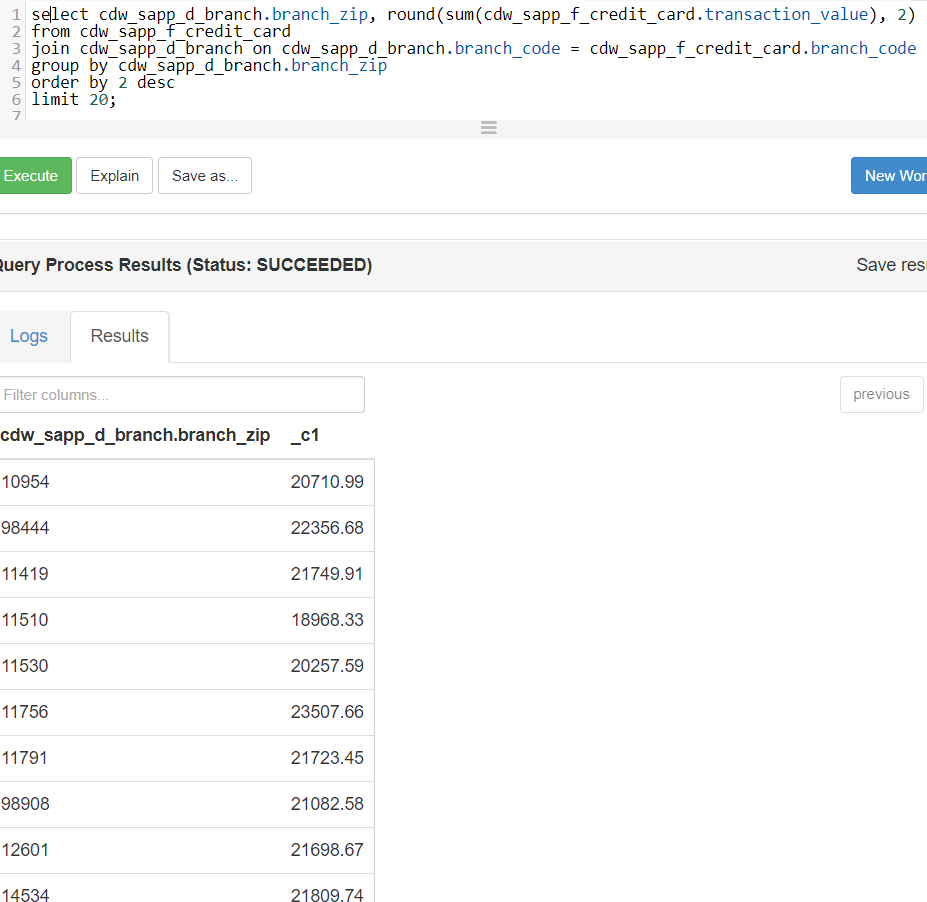 1 select cdw_sapp_d_branch.branch_zip, round(sum(cdw_sapp_f_credit_card.transaction_value), 2)
2 from cdw_sapp_f_credit_card
3 join cdw_sapp_d_branch on cdw_sapp_d_branch.branch_code = cdw_sapp_f_credit_card.branch_code
4 group by cdw_sapp_d_branch.branch_zip
5 order by 2 desc
6 limit 20;
7
Execute Explain Save as... New Wor
Query Process Results (Status: SUCCEEDED) Save resu
Logs Results
Filter columns... previous
cdw_sapp_d_branch.branch_zip _c1
10954 20710.99
98444 22356.68
11419 21749.91
11510 18968.33
11530 20257.59
11756 23507.66
11791 21723.45
98908 21082.58
12601 21698.67
14534 21809.74